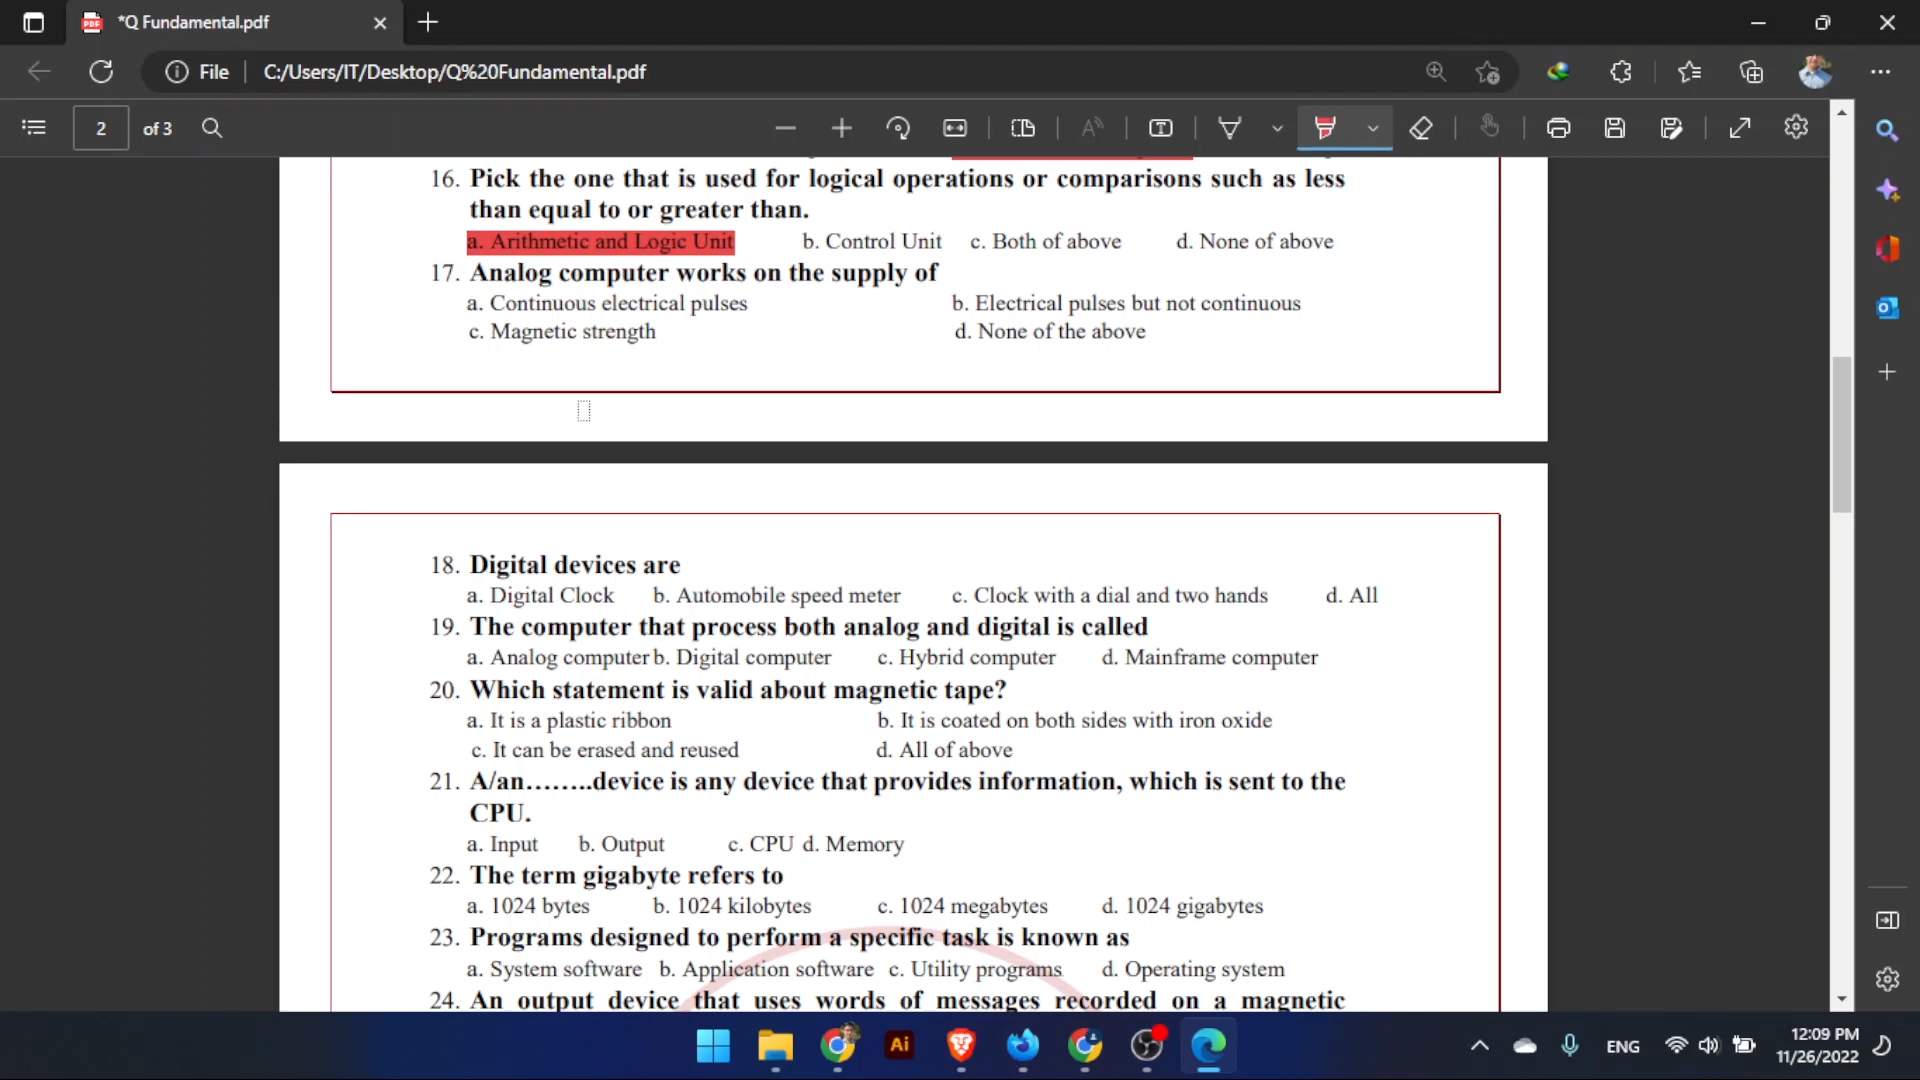 *Q Fundamental.pdf
File C:/Users/IT/Desktop/Q%20Fundamental.pdf
2 of 3
16. Pick the one that is used for logical operations or comparisons such as less
than equal to or greater than.
a. Arithmetic and Logic Unit b. Control Unit c. Both of above d. None of above
17. Analog computer works on the supply of
a. Continuous electrical pulses b. Electrical pulses but not continuous
c. Magnetic strength d. None of the above
18. Digital devices are
a. Digital Clock b. Automobile speed meter c. Clock with a dial and two hands d. All
19. The computer that process both analog and digital is called
a. Analog computer b. Digital computer c. Hybrid computer d. Mainframe computer
20. Which statement is valid about magnetic tape?
a. It is a plastic ribbon b. It is coated on both sides with iron oxide
c. It can be erased and reused d. All of above
21. A/an……..device is any device that provides information, which is sent to the
CPU.
a. Input b. Output c. CPU d. Memory
22. The term gigabyte refers to
a. 1024 bytes b. 1024 kilobytes c. 1024 megabytes d. 1024 gigabytes
23. Programs designed to perform a specific task is known as
a. System software b. Application software c. Utility programs d. Operating system
24. An output device that uses words of messages recorded on a magnetic
Ai
ENG
12:09 PM
11/26/2022